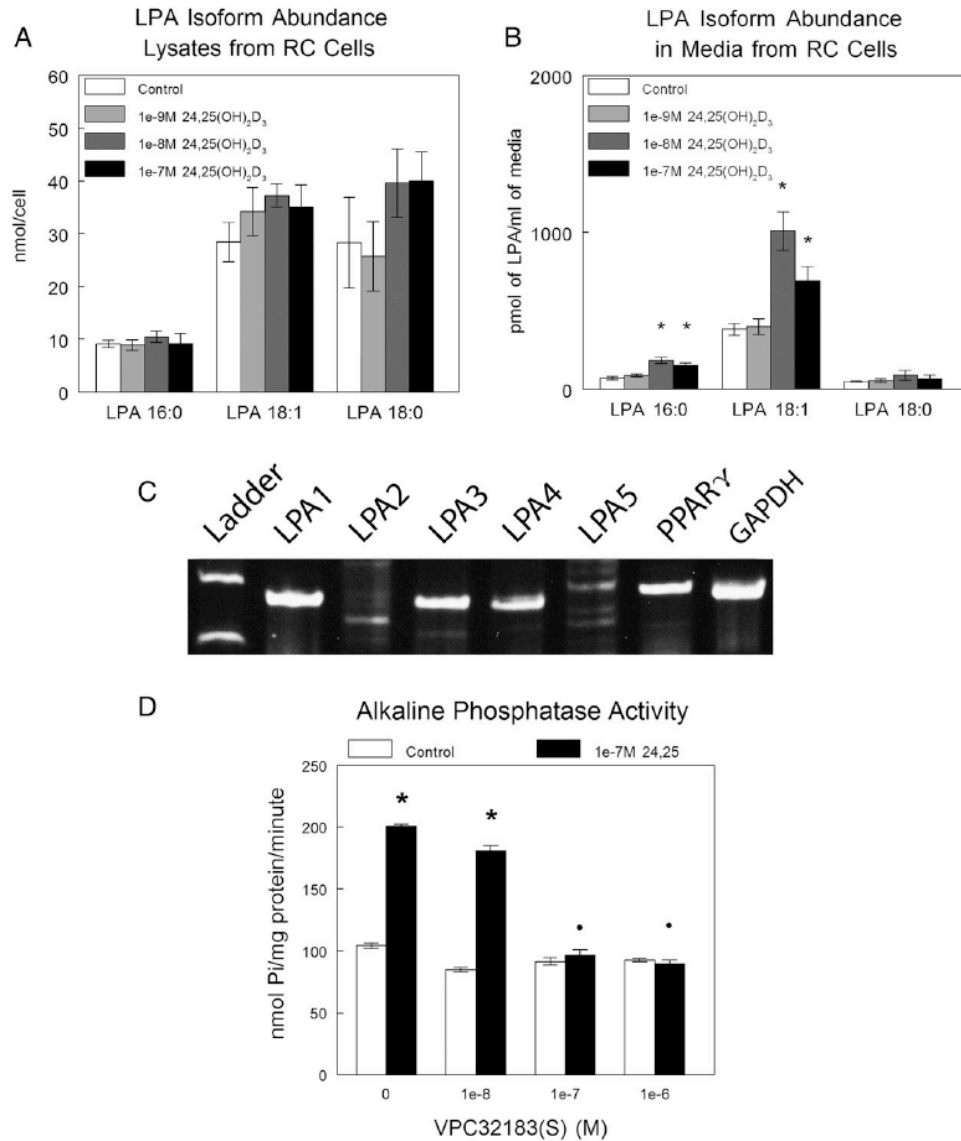 A
LPA Isoform Abundance
Lysates from RC Cells
60
50
40
30
20
10
0
nmol/cell
Control
1e-9M 24,25(OH)₂D₃
1e-8M 24,25(OH)₂D₃
1e-7M 24,25(OH)₂D₃
LPA 16:0 LPA 18:1 LPA 18:0
B
LPA Isoform Abundance
in Media from RC Cells
2000
1000
0
pmol of LPA/ml of media
Control
1e-9M 24,25(OH)₂D₃
1e-8M 24,25(OH)₂D₃
1e-7M 24,25(OH)₂D₃
* * * *
LPA 16:0 LPA 18:1 LPA 18:0
C
Ladder LPA1 LPA2 LPA3 LPA4 LPA5 PPARγ GAPDH
D
Alkaline Phosphatase Activity
Control 1e-7M 24,25
250
200
150
100
50
0
nmol Pi/mg protein/minute
* * • •
0 1e-8 1e-7 1e-6
VPC32183(S) (M)